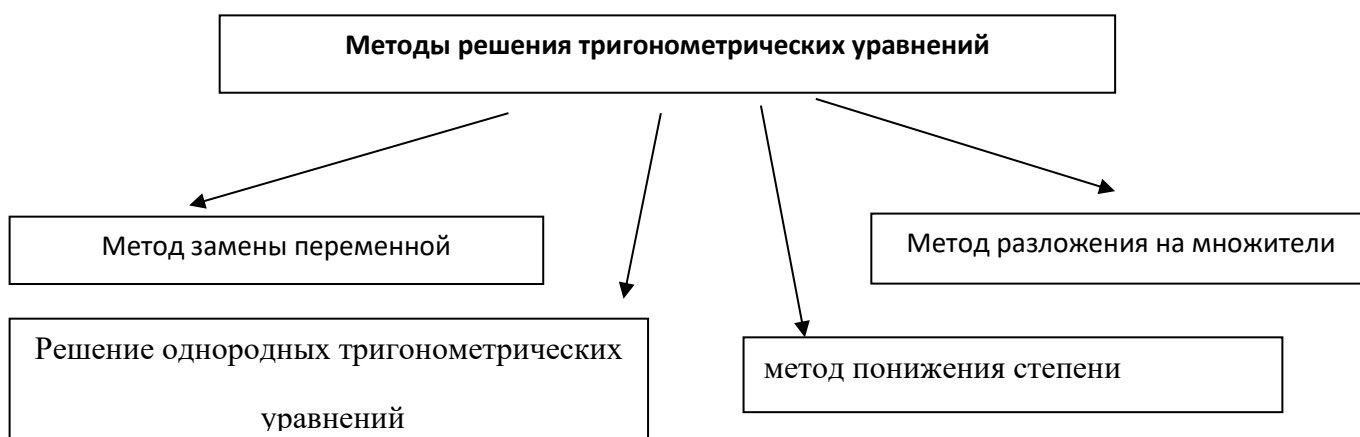 Методы решения тригонометрических уравнений
Метод замены переменной
Метод разложения на множители
Решение однородных тригонометрических
уравнений
метод понижения степени